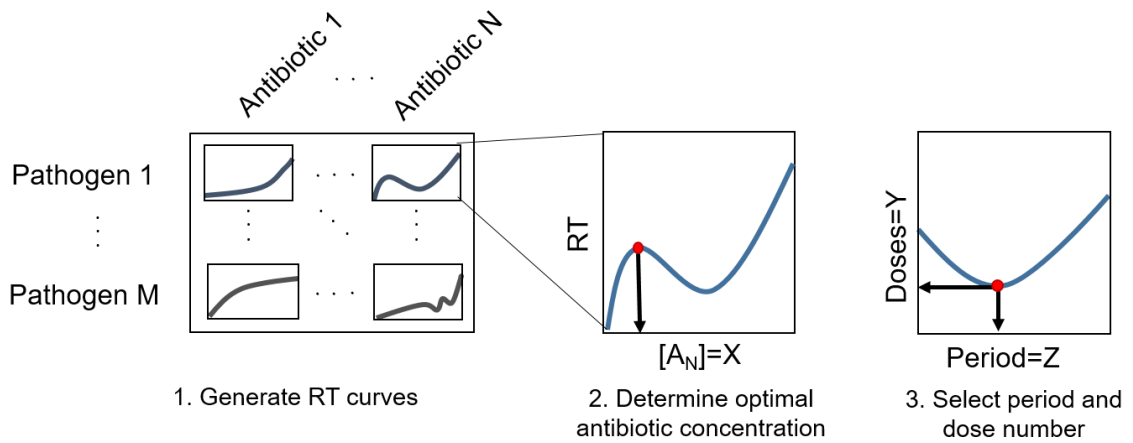 Antibiotic 1
. . .
Antibiotic N
Pathogen 1
Pathogen M
RT
[A_N]=X
Doses=Y
Period=Z
1. Generate RT curves
2. Determine optimal
antibiotic concentration
3. Select period and
dose number